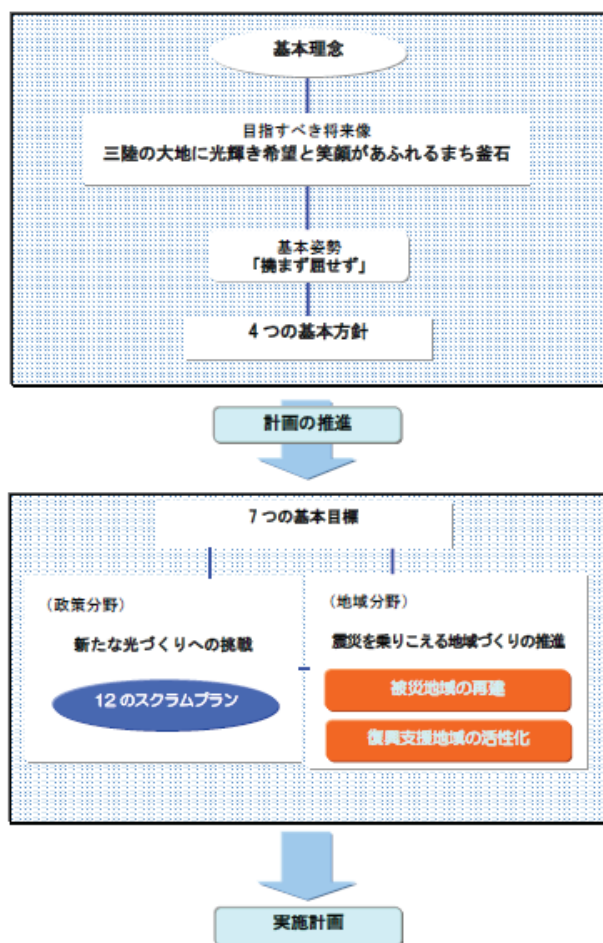 基本理念
目指すべき将来像
三陸の大地に光輝き希望と笑顔があふれるまち釜石
基本姿勢
「撓まず屈せず」
4つの基本方針
計画の推進
7つの基本目標
（政策分野）
新たな光づくりへの挑戦
12のスクラムプラン
（地域分野）
震災を乗りこえる地域づくりの推進
被災地域の再建
復興支援地域の活性化
実施計画